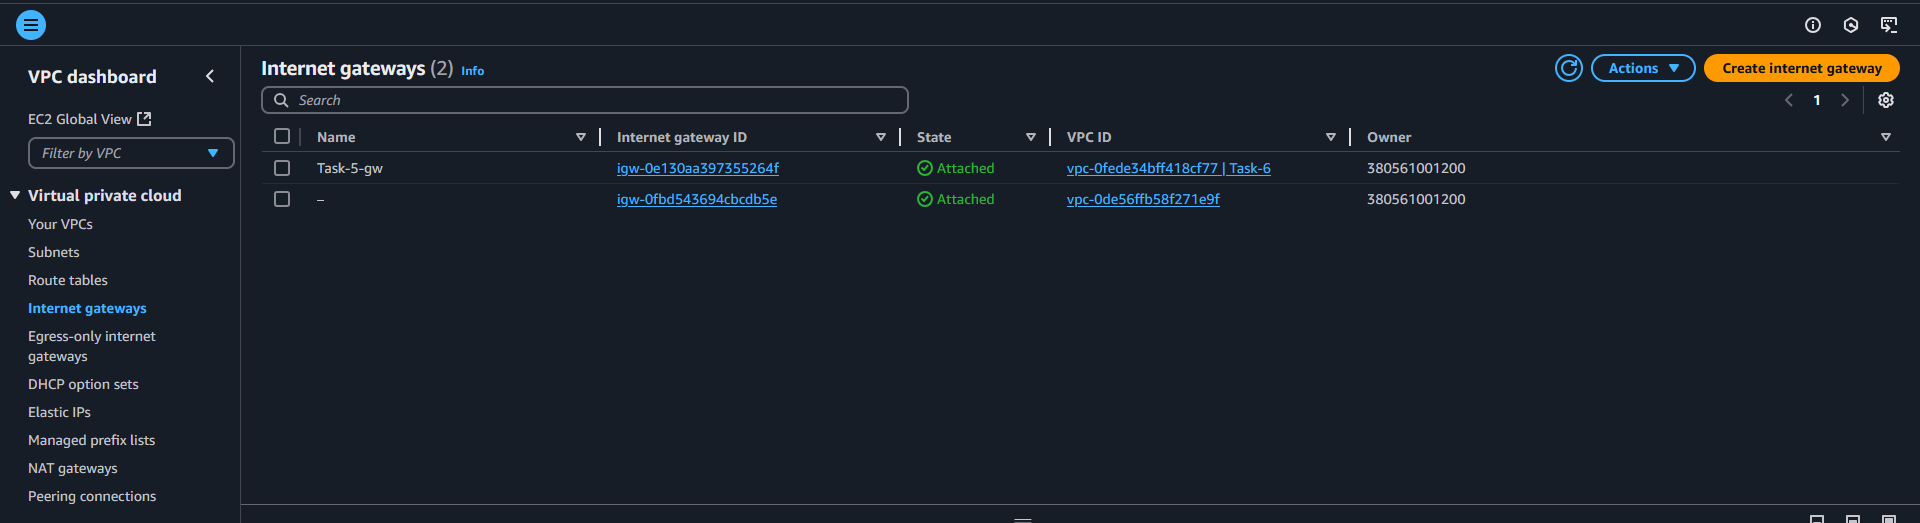 VPC dashboard
EC2 Global View
Filter by VPC
Virtual private cloud
Your VPCs
Subnets
Route tables
Internet gateways
Egress-only internet
gateways
DHCP option sets
Elastic IPs
Managed prefix lists
NAT gateways
Peering connections
Internet gateways (2) Info
Actions
Create internet gateway
Search
1
Name Internet gateway ID State VPC ID Owner
Task-5-gw igw-0e130aa397355264f Attached vpc-0fede34bff418cf77 | Task-6 380561001200
– igw-0fbd543694cbcdb5e Attached vpc-0de56ffb58f271e9f 380561001200